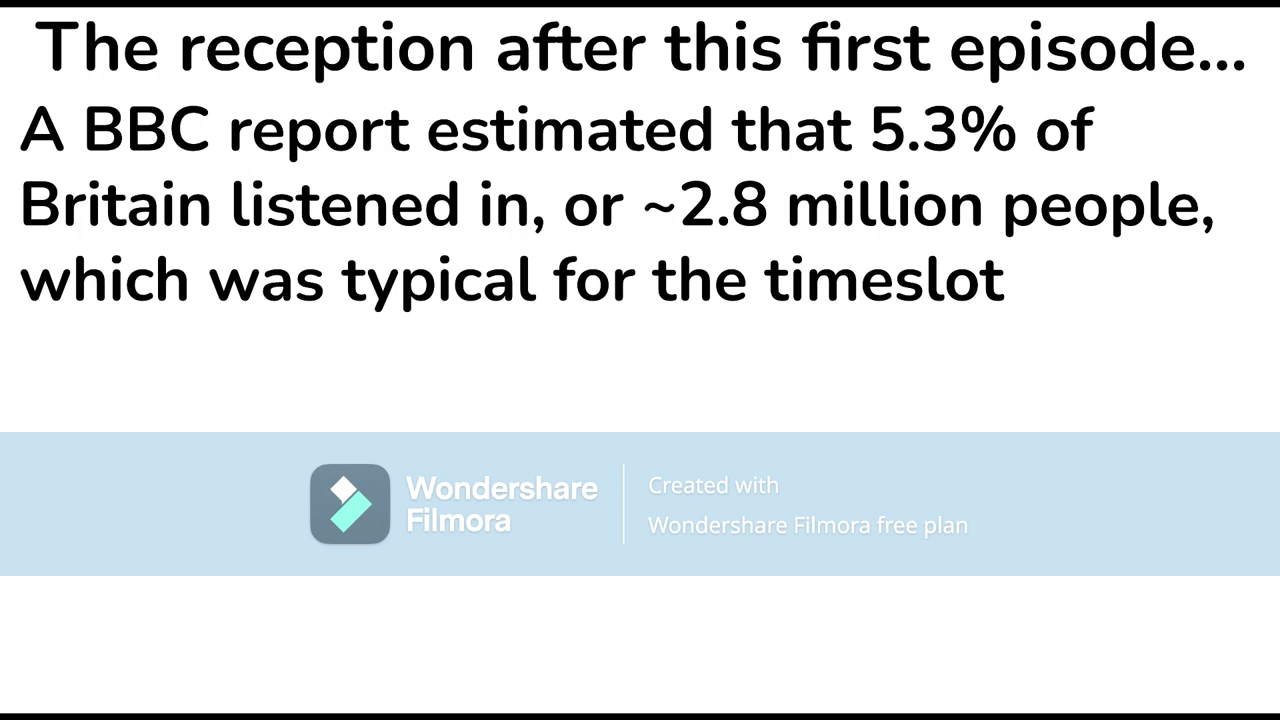 The reception after this first episode...
A BBC report estimated that 5.3% of
Britain listened in, or ~2.8 million people,
which was typical for the timeslot
Wondershare
Filmora
Created with
Wondershare Filmora free plan